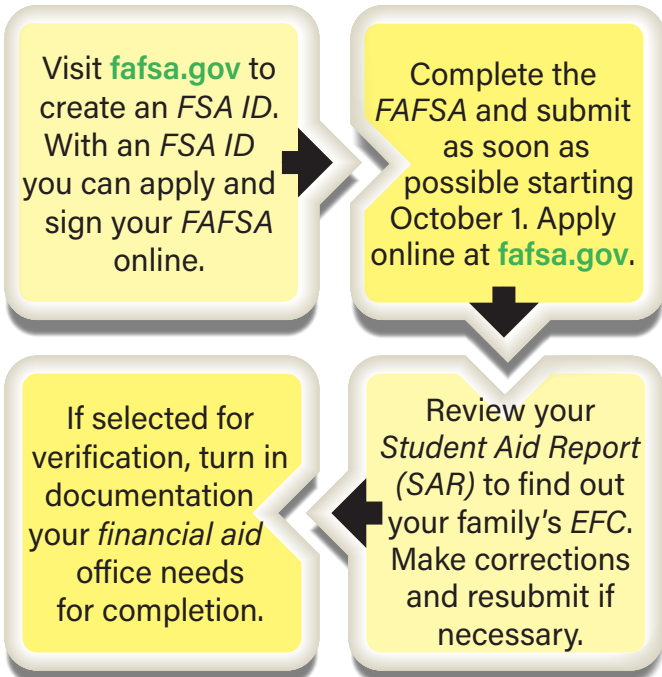 Visit fafsa.gov to
create an FSA ID.
With an FSA ID
you can apply and
sign your FAFSA
online.
Complete the
FAFSA and submit
as soon as
possible starting
October 1. Apply
online at fafsa.gov.
Review your
Student Aid Report
(SAR) to find out
your family's EFC.
Make corrections
and resubmit if
necessary.
If selected for
verification, turn in
documentation
your financial aid
office needs
for completion.